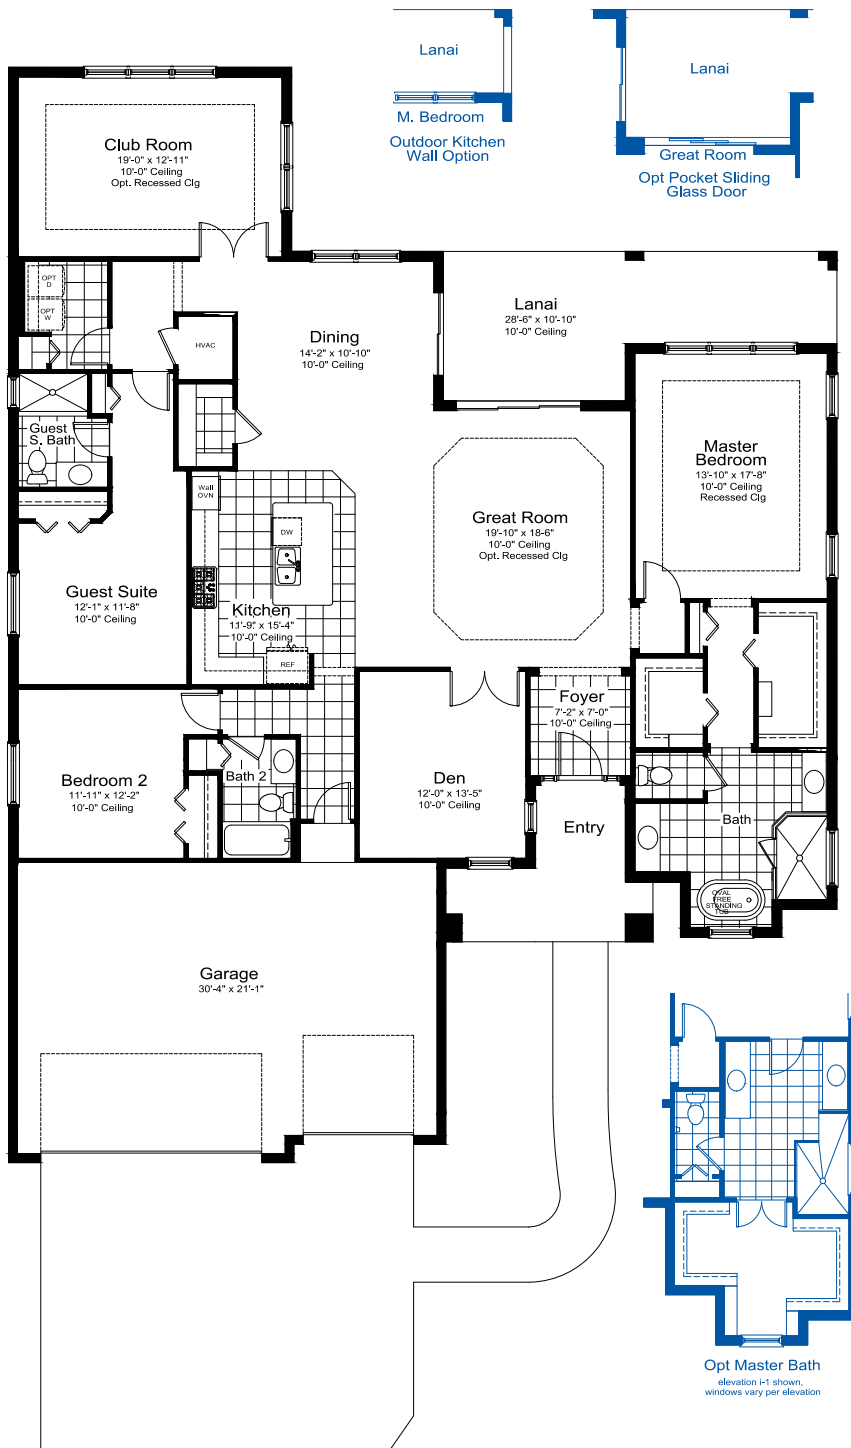 Lanai
M. Bedroom
Outdoor Kitchen
Wall Option
Lanai
Great Room
Opt Pocket Sliding
Glass Door
Club Room
19'-0" x 12'-11"
10'-0" Ceiling
Opt. Recessed Clg
OPT
D
OPT
W
HVAC
Dining
14'-2" x 10'-10"
10'-0" Ceiling
Lanai
28'-6" x 10'-10"
10'-0" Ceiling
Guest
S. Bath
Master
Bedroom
13'-10" x 17'-8"
10'-0" Ceiling
Recessed Clg
Wall
OVN
DW
Great Room
19'-10" x 18'-6"
10'-0" Ceiling
Opt. Recessed Clg
Guest Suite
12'-1" x 11'-8"
10'-0" Ceiling
Kitchen
11'-9" x 15'-4"
10'-0" Ceiling
REF
Foyer
7'-2" x 7'-0"
10'-0" Ceiling
Bedroom 2
11'-11" x 12'-2"
10'-0" Ceiling
Bath 2
Den
12'-0" x 13'-5"
10'-0" Ceiling
Entry
Bath
OVAL
FREE
STANDING
TUB
Garage
30'-4" x 21'-1"
Opt Master Bath
elevation i-1 shown,
windows vary per elevation